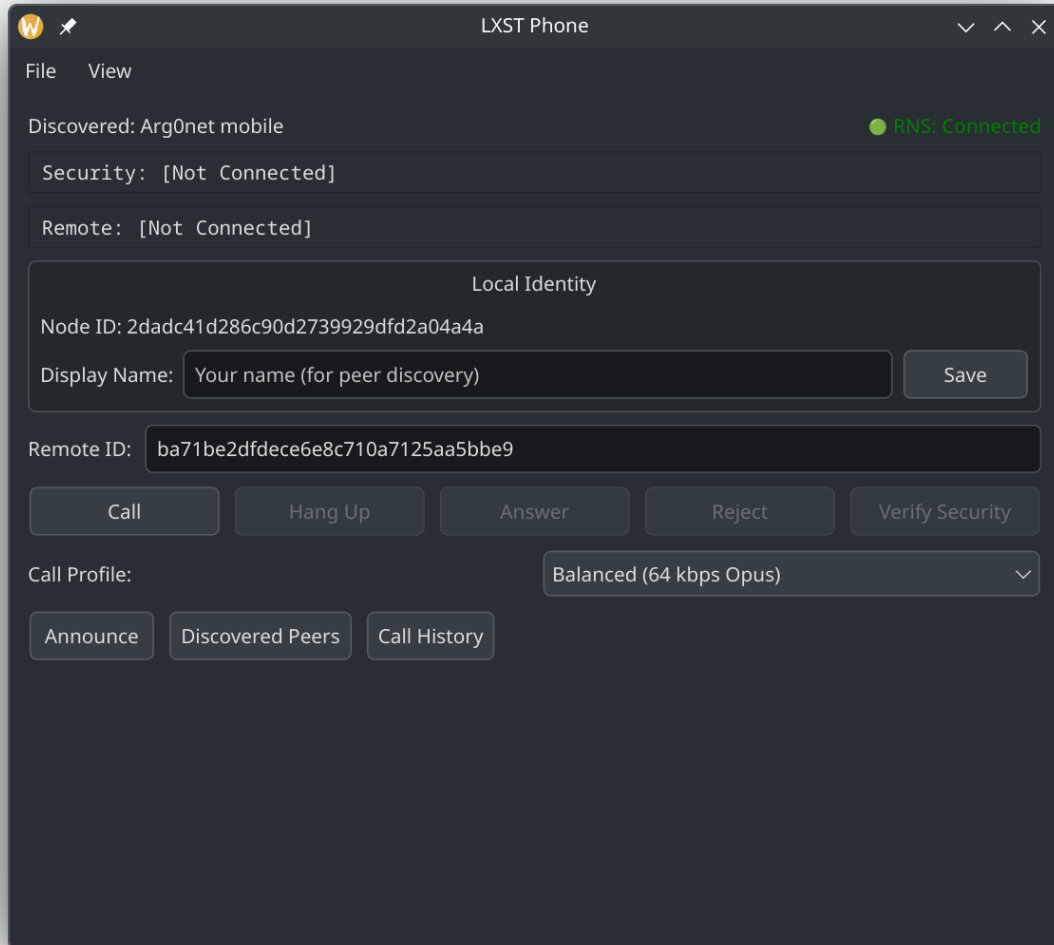 LXST Phone
File View
Discovered: Arg0net mobile RNS: Connected
Security: [Not Connected]
Remote: [Not Connected]
Local Identity
Node ID: 2dadc41d286c90d2739929dfd2a04a4a
Display Name: Your name (for peer discovery) Save
Remote ID: ba71be2dfdece6e8c710a7125aa5bbe9
Call Hang Up Answer Reject Verify Security
Call Profile: Balanced (64 kbps Opus)
Announce Discovered Peers Call History